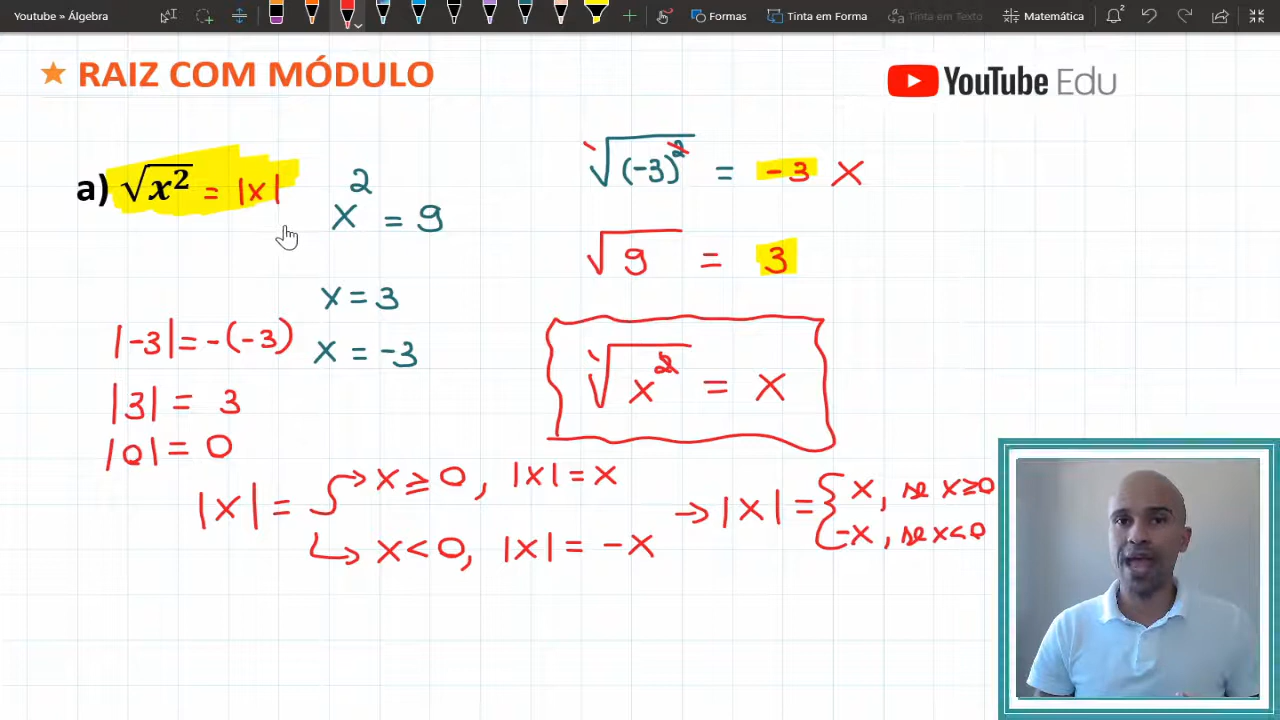 Youtube » Álgebra
Formas
Tinta em Forma
Tinta em Texto
Matemática
2
★ RAIZ COM MÓDULO
YouTube Edu
a) √x² = |x|
x² = 9
x = 3
x = -3
|-3| = -(-3)
|3| = 3
|0| = 0
√(-3)² = -3 X
√9 = 3
√x² = x
|x| =
x ≥ 0, |x| = x
x < 0, |x| = -x
→ |x| = { x, se x ≥ 0
-x, se x < 0